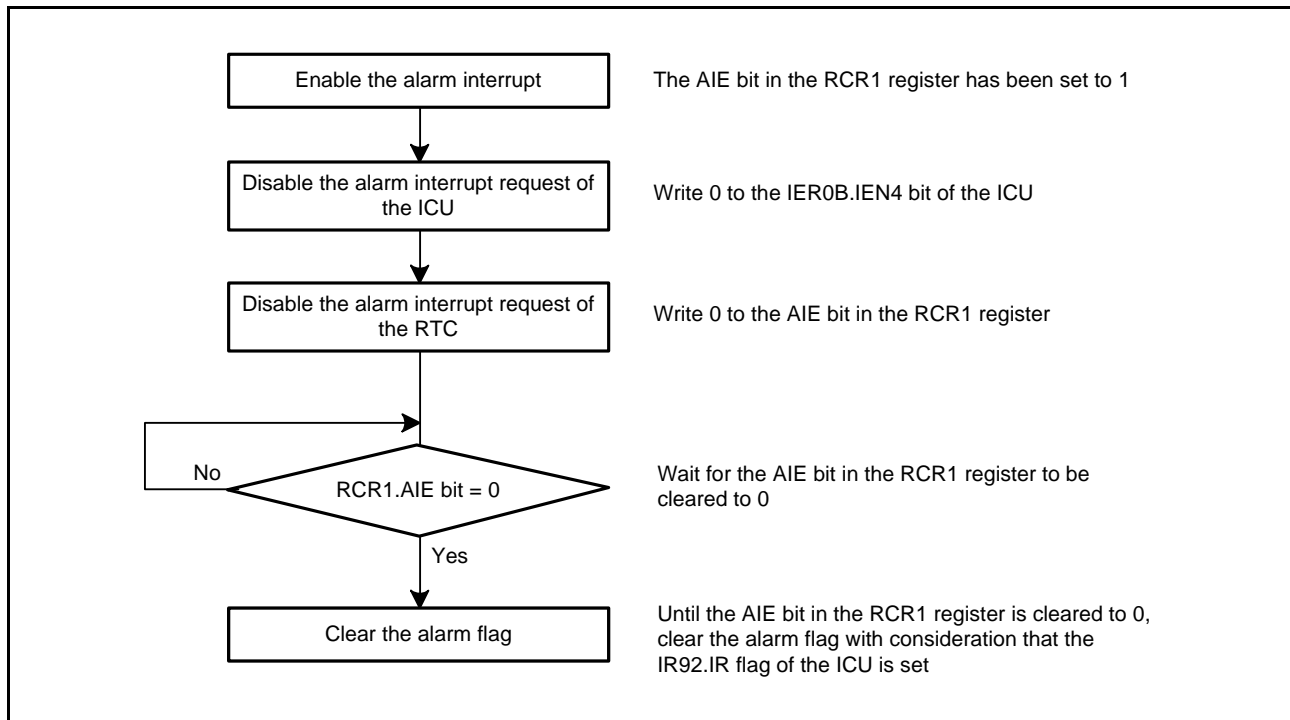 Enable the alarm interrupt
The AIE bit in the RCR1 register has been set to 1
Disable the alarm interrupt request of
the ICU
Write 0 to the IER0B.IEN4 bit of the ICU
Disable the alarm interrupt request of
the RTC
Write 0 to the AIE bit in the RCR1 register
No
RCR1.AIE bit = 0
Wait for the AIE bit in the RCR1 register to be
cleared to 0
Yes
Clear the alarm flag
Until the AIE bit in the RCR1 register is cleared to 0,
clear the alarm flag with consideration that the
IR92.IR flag of the ICU is set